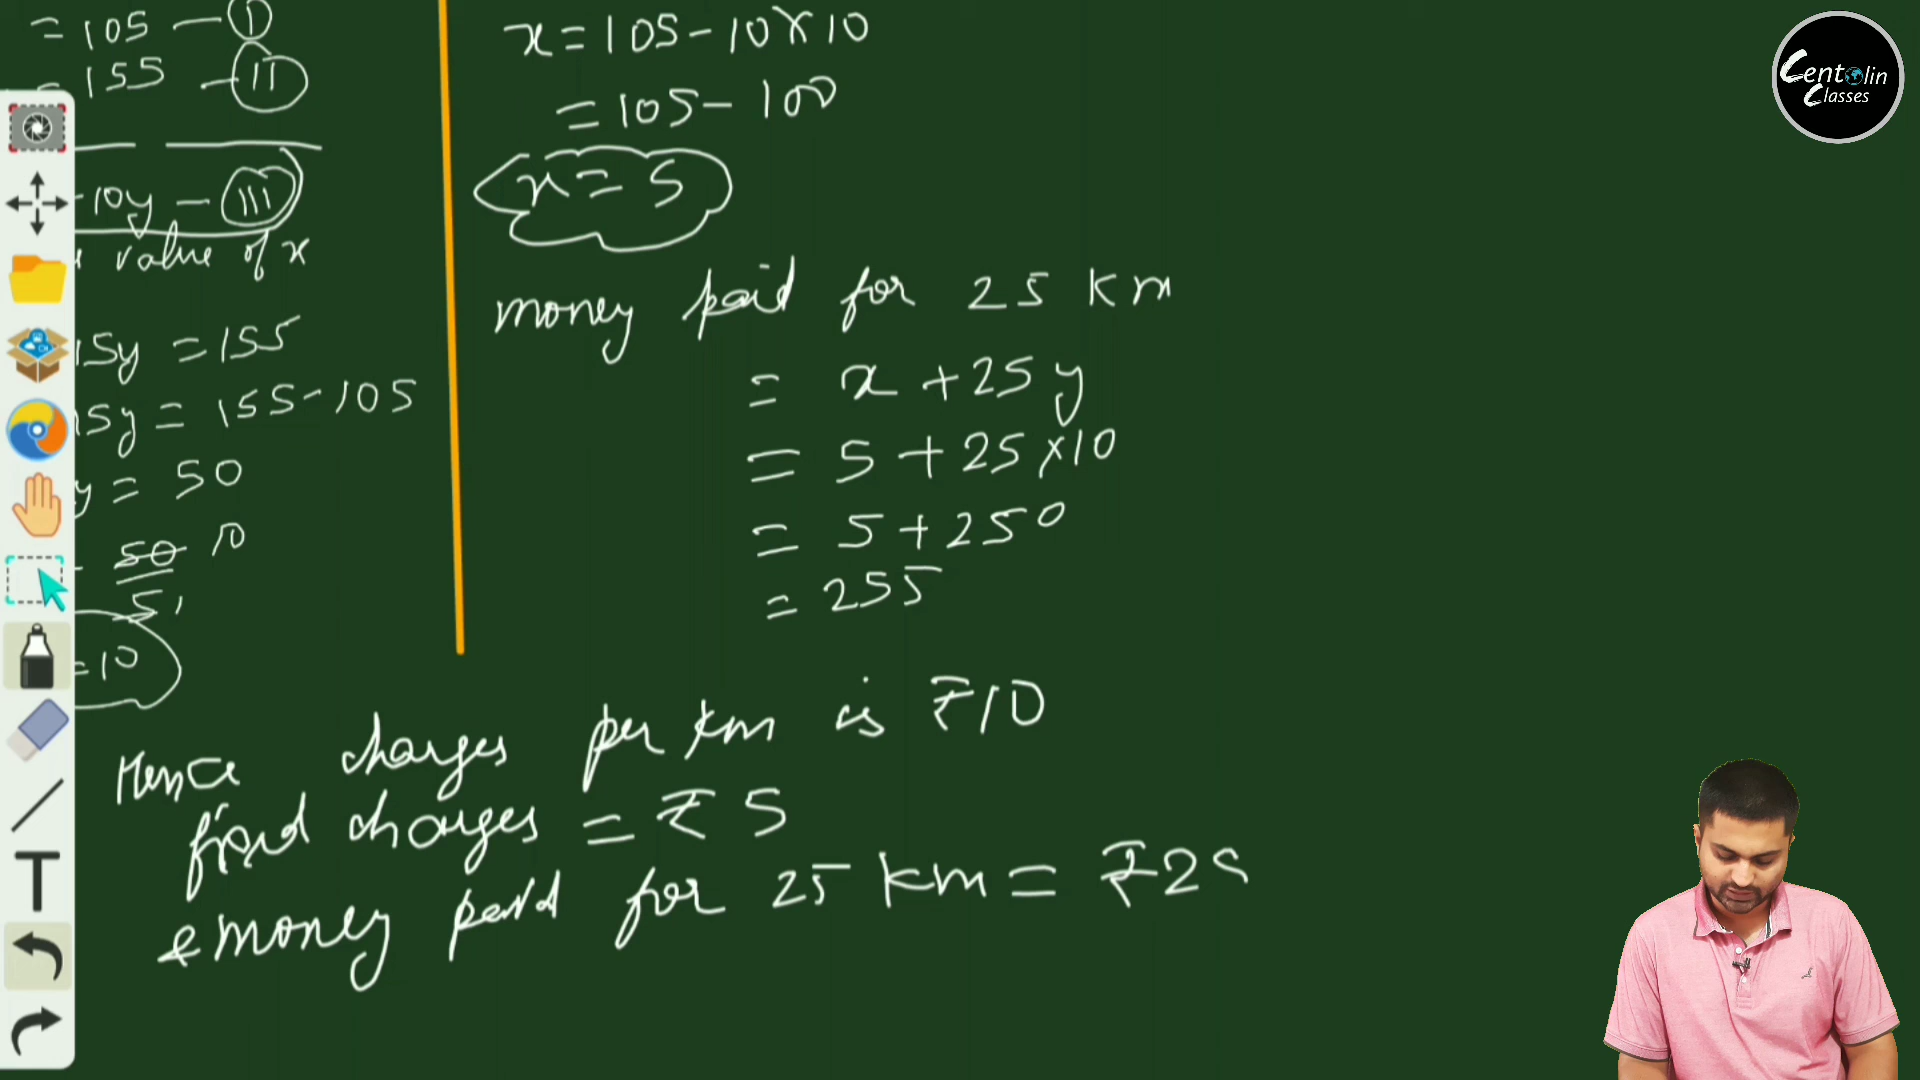 = 105 — I
= 155 — II
10y — III
value of x
15y = 155
15y = 155 - 105
y = 50
50 10
5 1
= 10
x = 105 - 10 × 10
= 105 - 100
x = 5
money paid for 25 km
= x + 25y
= 5 + 25 × 10
= 5 + 250
= 255
Hence charges per km is ₹10
fixed charges = ₹ 5
& money paid for 25 km = ₹25
Centolin
Classes
T